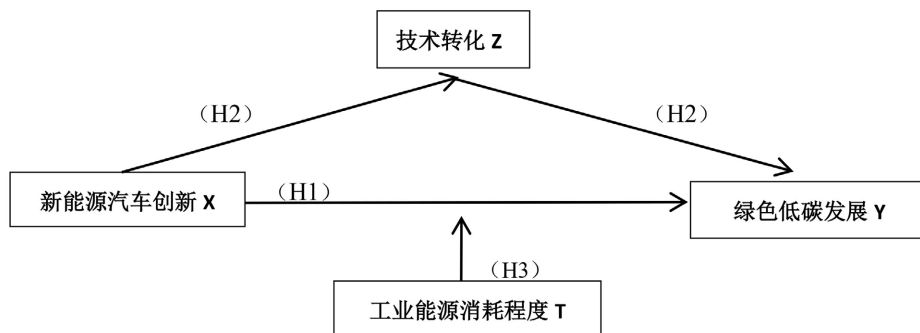 技术转化 Z
（H2）
（H2）
新能源汽车创新 X
（H1）
绿色低碳发展 Y
（H3）
工业能源消耗程度 T